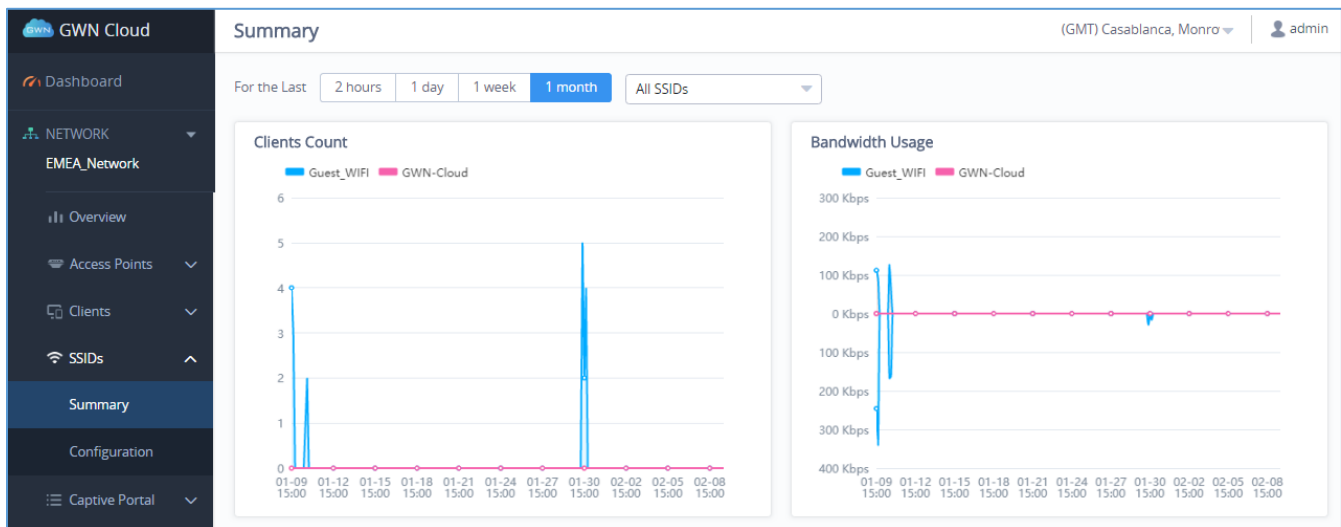 GWN GWN Cloud
Summary
(GMT) Casablanca, Monro
admin
Dashboard
NETWORK
EMEA_Network
Overview
Access Points
Clients
SSIDs
Summary
Configuration
Captive Portal
For the Last 2 hours 1 day 1 week 1 month All SSIDs
Clients Count
Guest_WIFI GWN-Cloud
6
5
4
3
2
1
0
01-09 01-12 01-15 01-18 01-21 01-24 01-27 01-30 02-02 02-05 02-08
15:00 15:00 15:00 15:00 15:00 15:00 15:00 15:00 15:00 15:00 15:00
Bandwidth Usage
Guest_WIFI GWN-Cloud
300 Kbps
200 Kbps
100 Kbps
0 Kbps
100 Kbps
200 Kbps
300 Kbps
400 Kbps
01-09 01-12 01-15 01-18 01-21 01-24 01-27 01-30 02-02 02-05 02-08
15:00 15:00 15:00 15:00 15:00 15:00 15:00 15:00 15:00 15:00 15:00